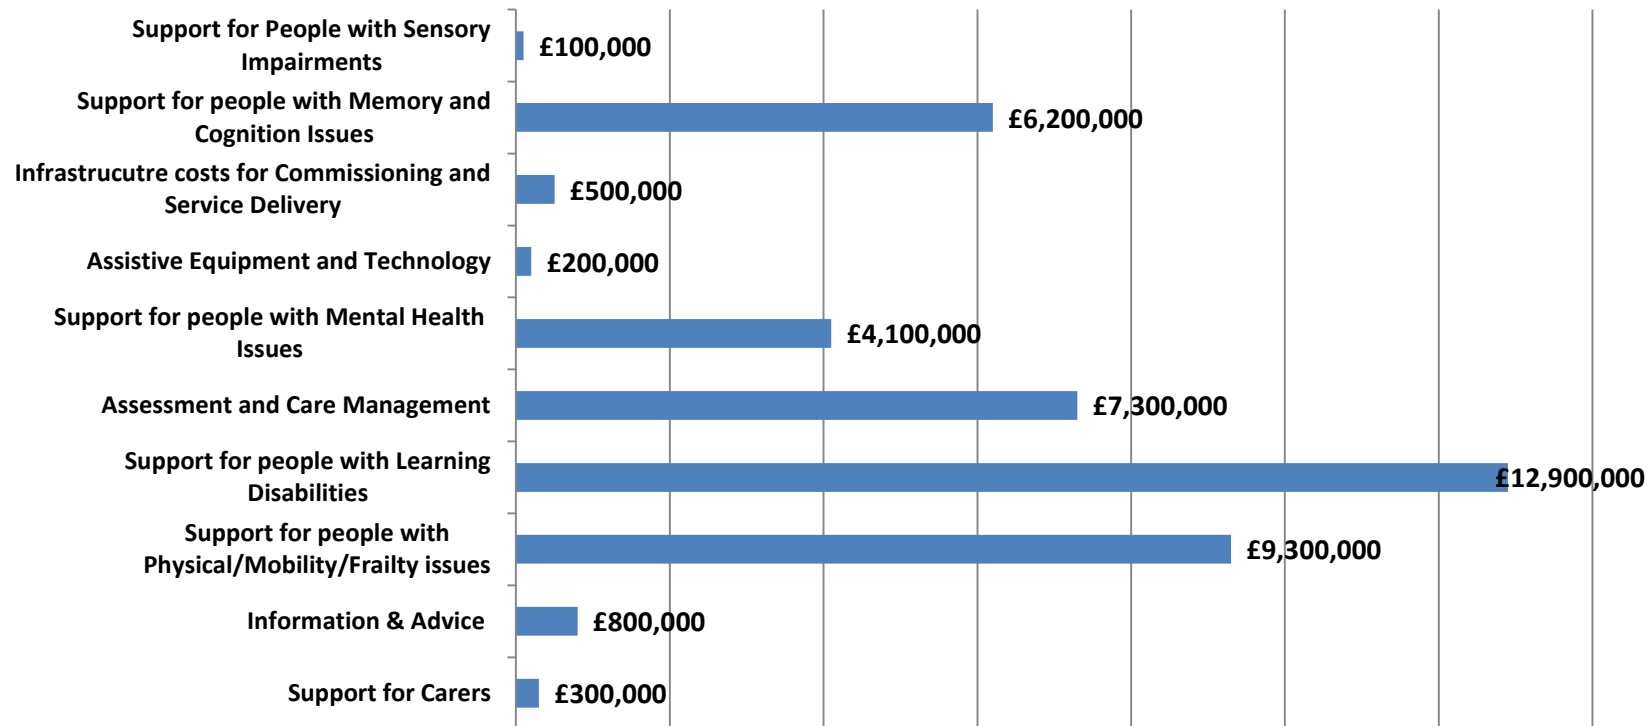 Support for People with Sensory
Impairments
£100,000
Support for people with Memory and
Cognition Issues
£6,200,000
Infrastrucutre costs for Commissioning and
Service Delivery
£500,000
Assistive Equipment and Technology
£200,000
Support for people with Mental Health
Issues
£4,100,000
Assessment and Care Management
£7,300,000
Support for people with Learning
Disabilities
£12,900,000
Support for people with
Physical/Mobility/Frailty issues
£9,300,000
Information & Advice
£800,000
Support for Carers
£300,000